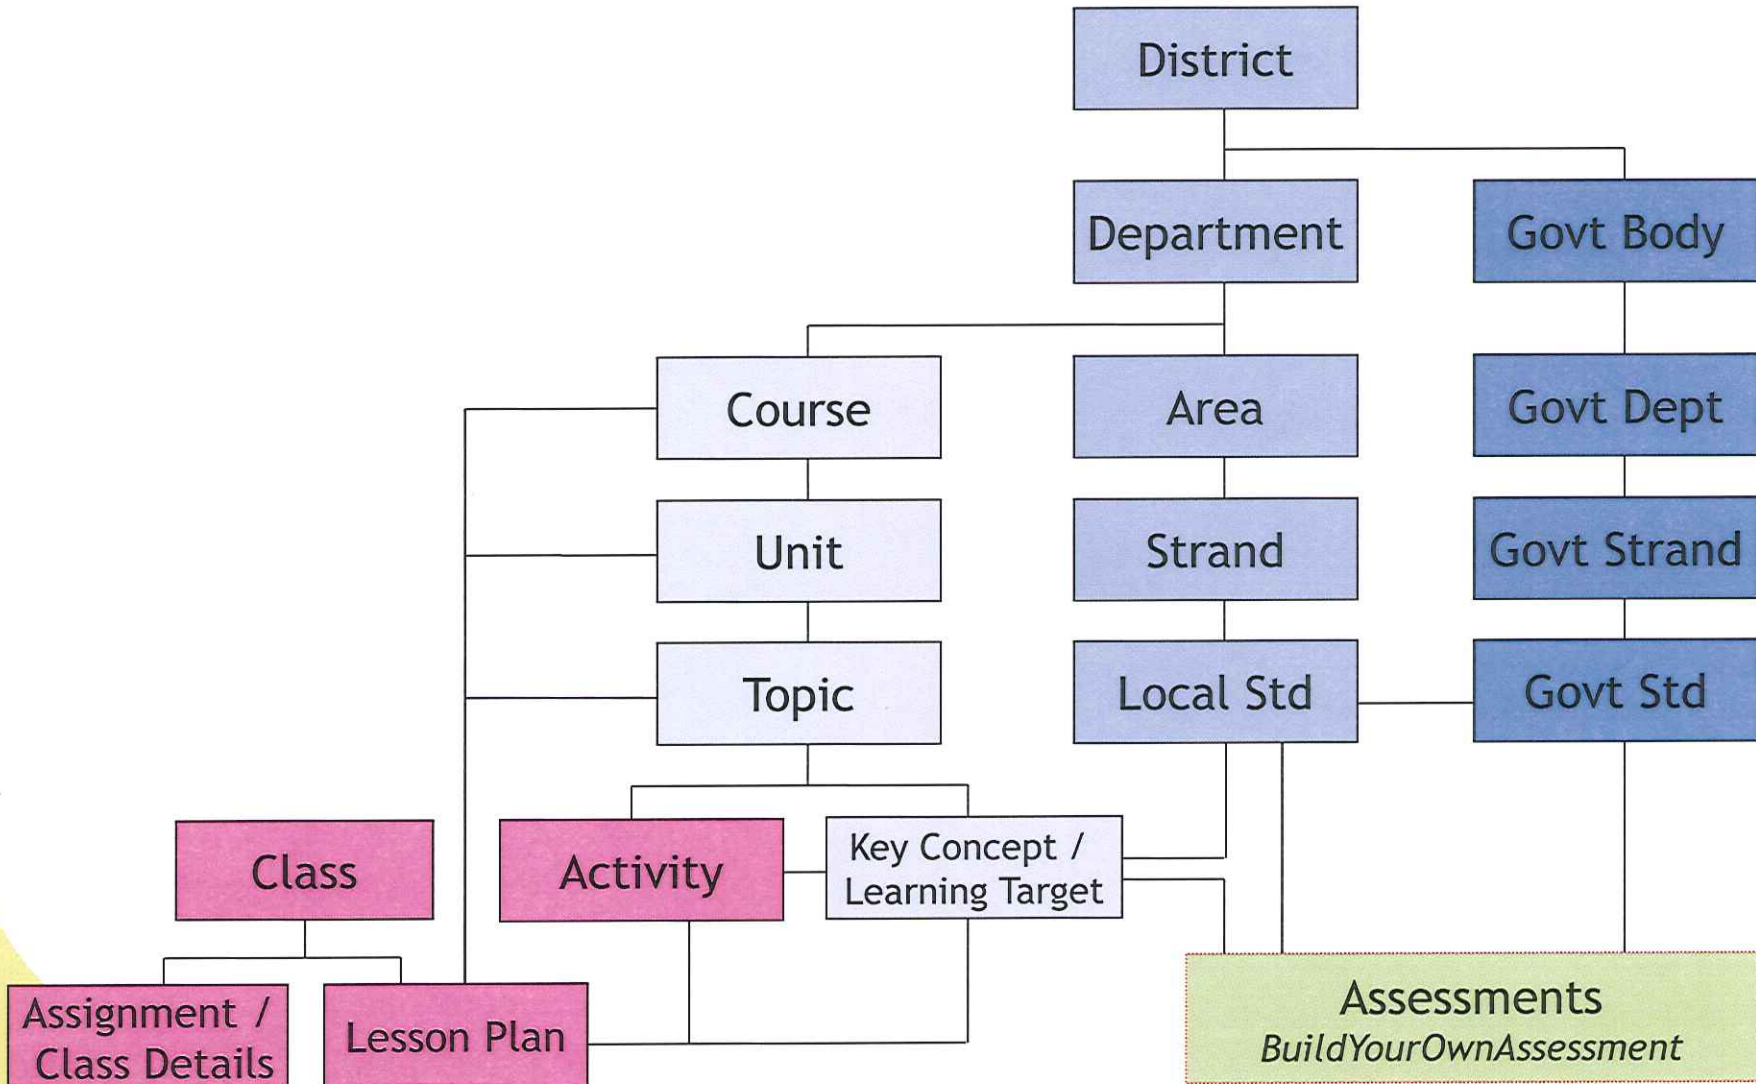 District
Department
Govt Body
Course
Area
Govt Dept
Unit
Strand
Govt Strand
Topic
Local Std
Govt Std
Class
Activity
Key Concept /
Learning Target
Assignment /
Class Details
Lesson Plan
Assessments
BuildYourOwnAssessment